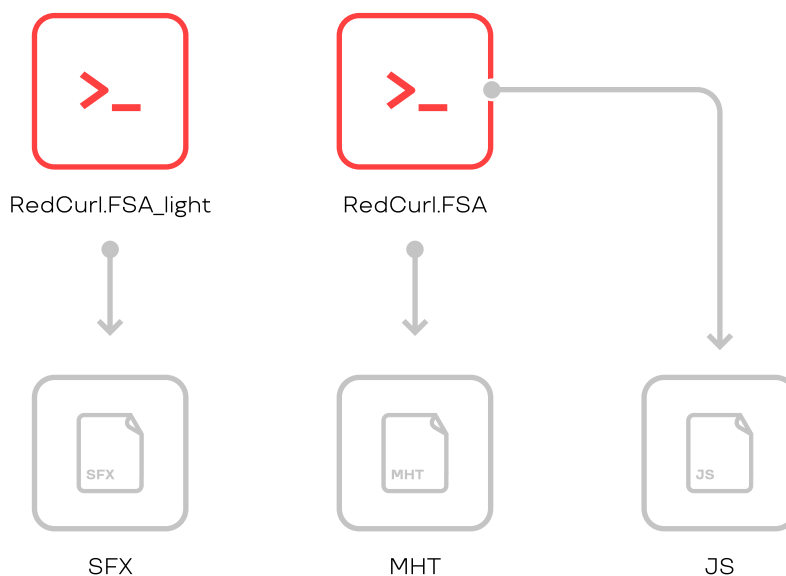 >_
>_
RedCurl.FSA_light
RedCurl.FSA
SFX
MHT
JS
SFX
MHT
JS